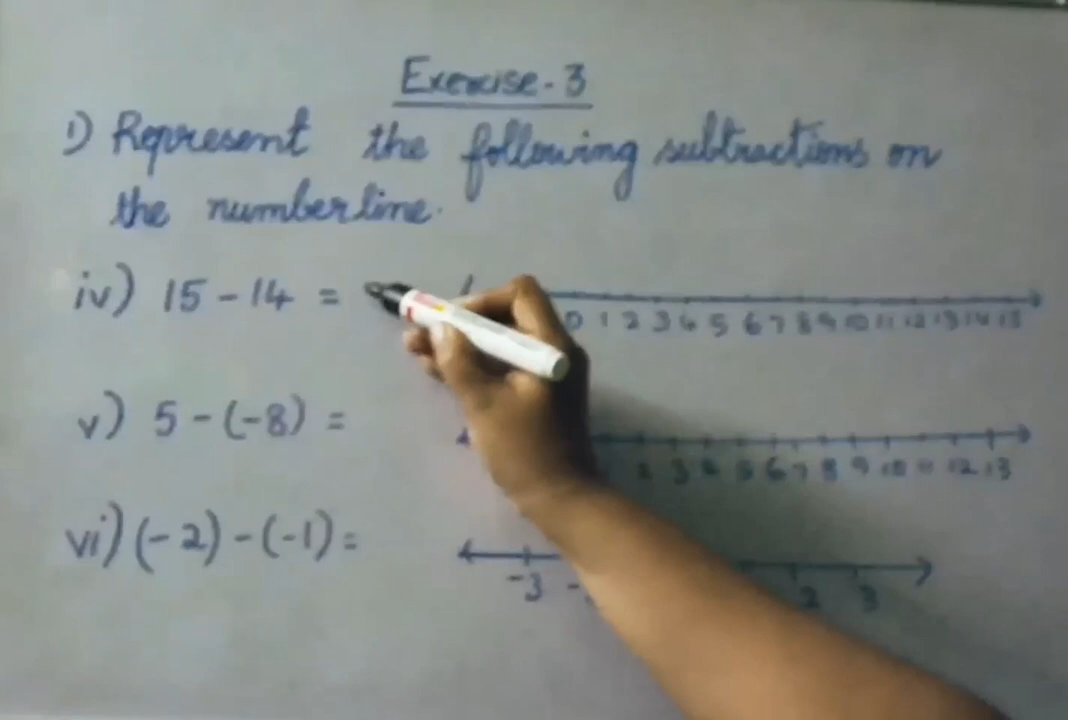 Exercise-3
1) Represent the following subtractions on
the numberline.
iv) 15-14 =
0 1 2 3 4 5 6 7 8 9 10 11 12 13 14 15
v) 5-(-8) =
2 3 4 5 6 7 8 9 10 11 12 13
vi) (-2)-(-1) =
-3 2 3